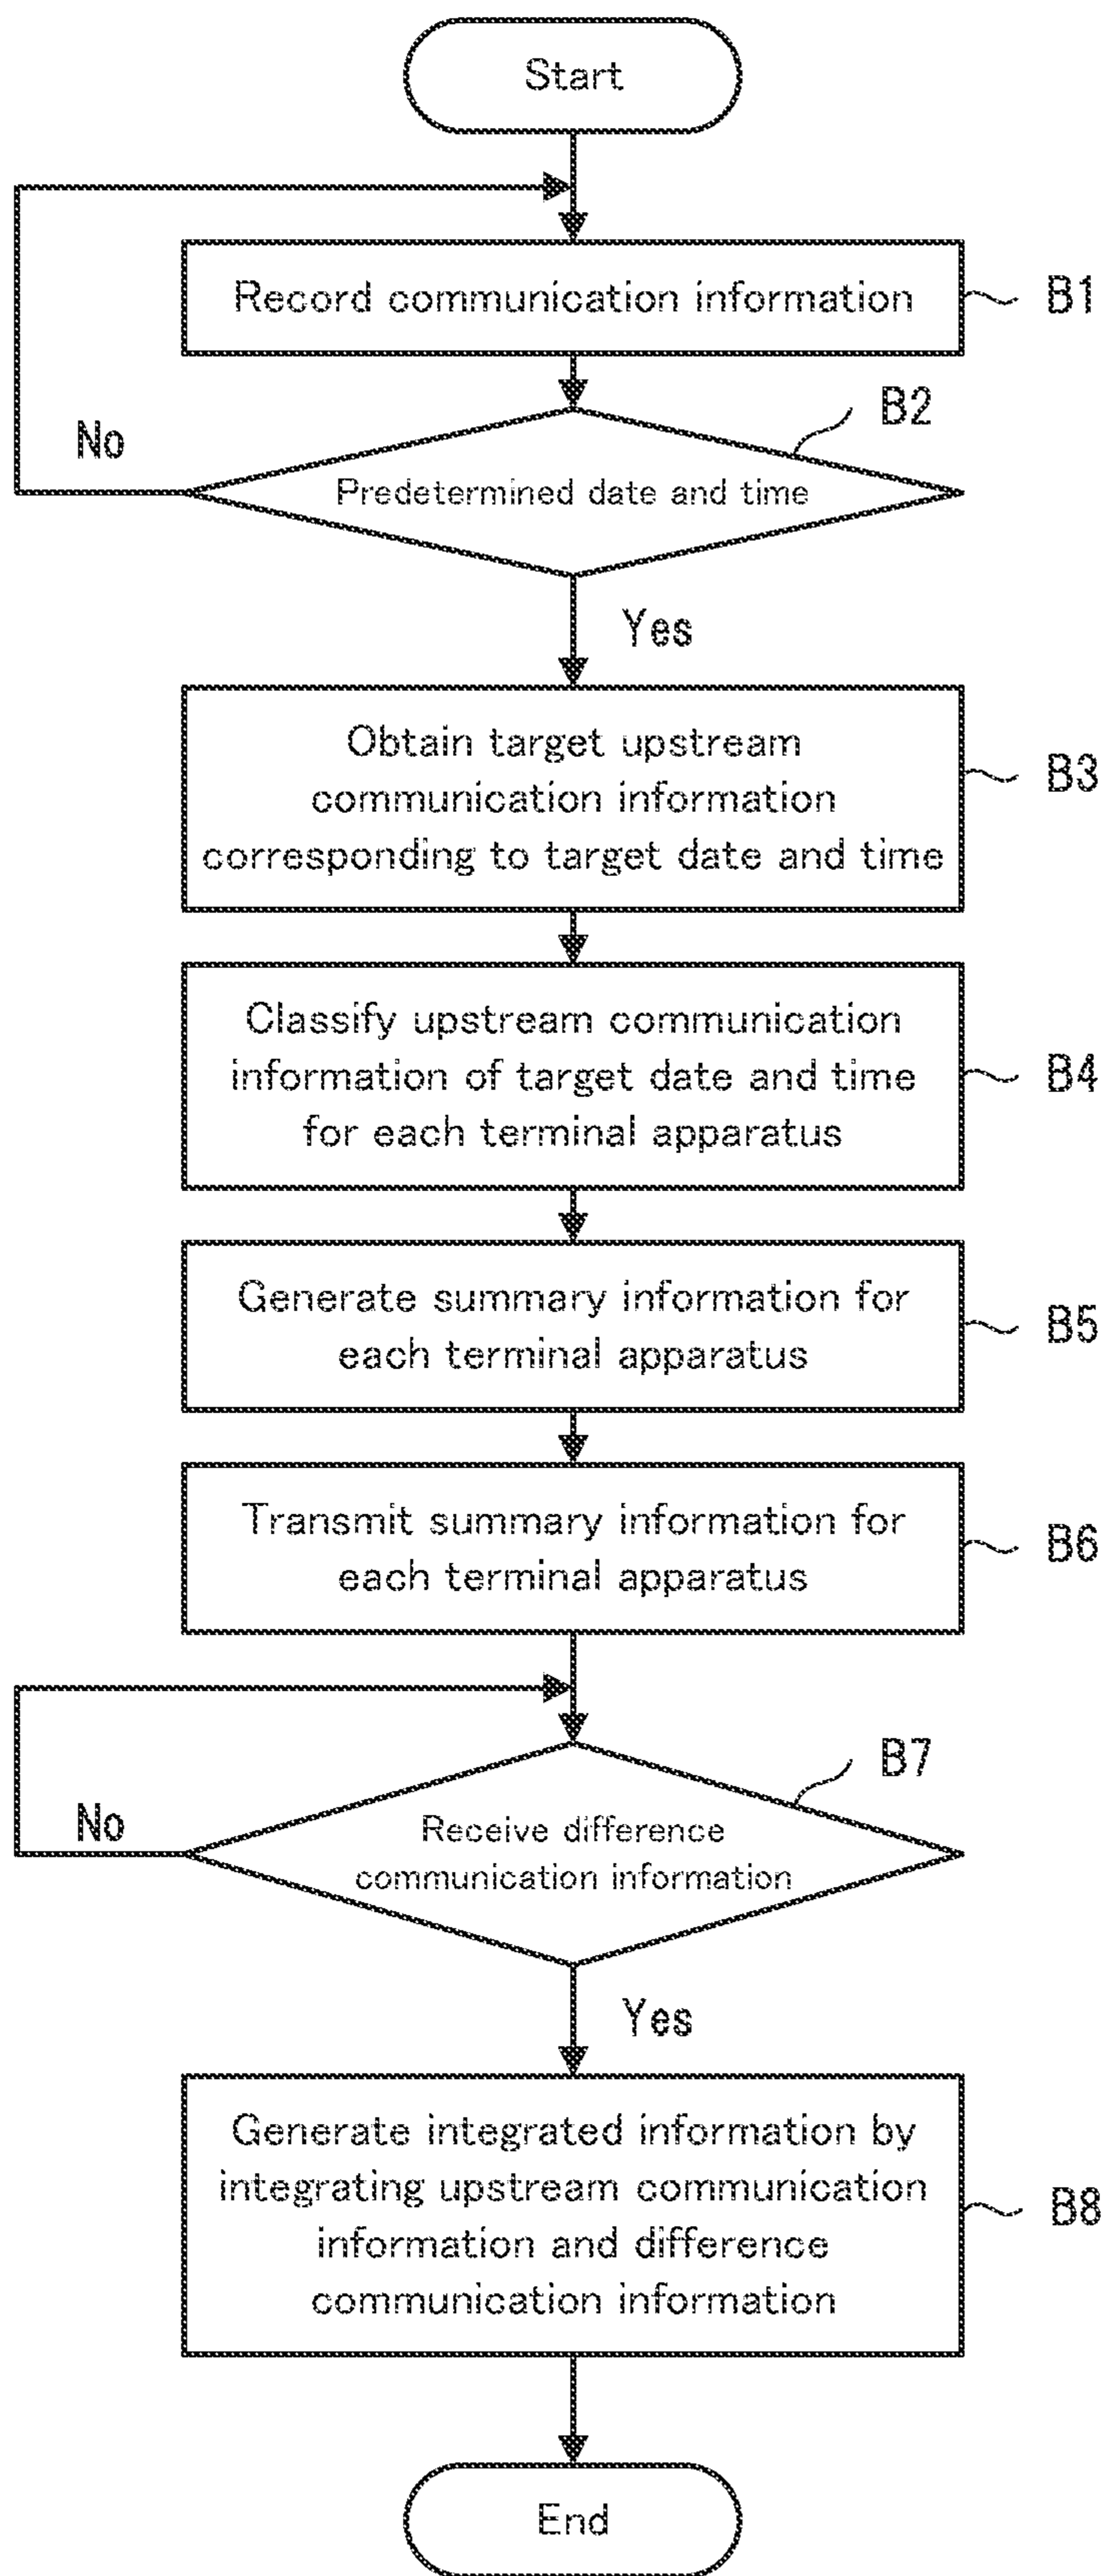 Start
Record communication information
B1
B2
No
Predetermined date and time
Yes
Obtain target upstream
communication information
corresponding to target date and time
B3
Classify upstream communication
information of target date and time
for each terminal apparatus
B4
Generate summary information for
each terminal apparatus
B5
Transmit summary information for
each terminal apparatus
B6
B7
No
Receive difference
communication information
Yes
Generate integrated information by
integrating upstream communication
information and difference
communication information
B8
End